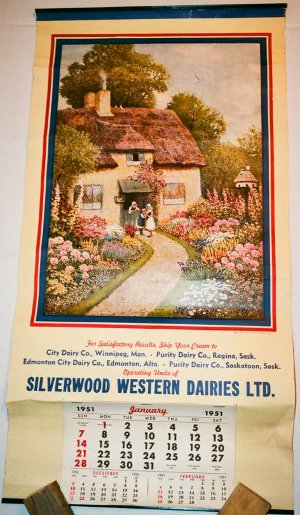 For Satisfactory Results, Ship Your Cream to
City Dairy Co., Winnipeg, Man. - Purity Dairy Co., Regina, Sask.
Edmonton City Dairy Co., Edmonton, Alta. - Purity Dairy Co., Saskatoon, Sask.
Operating Units of
SILVERWOOD WESTERN DAIRIES LTD.
1951 January 1951
SUN. MON. TUE. WED. THU. FRI. SAT.
1 2 3 4 5 6
7 8 9 10 11 12 13
14 15 16 17 18 19 20
21 22 23 24 25 26 27
28 29 30 31
DECEMBER FEBRUARY